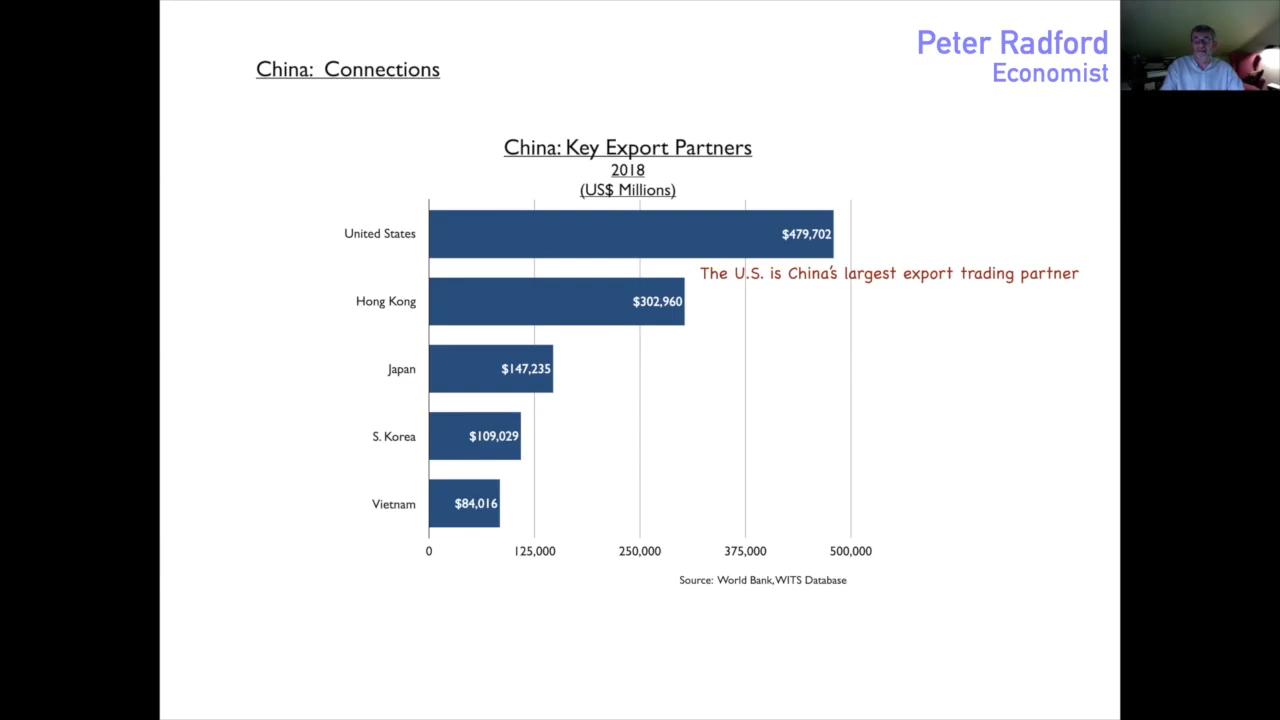 Peter Radford
Economist
China: Connections
China: Key Export Partners
2018
(US$ Millions)
United States
$479,702
The U.S. is China's largest export trading partner
Hong Kong
$302,960
Japan
$147,235
S. Korea
$109,029
Vietnam
$84,016
0 125,000 250,000 375,000 500,000
Source: World Bank, WITS Database